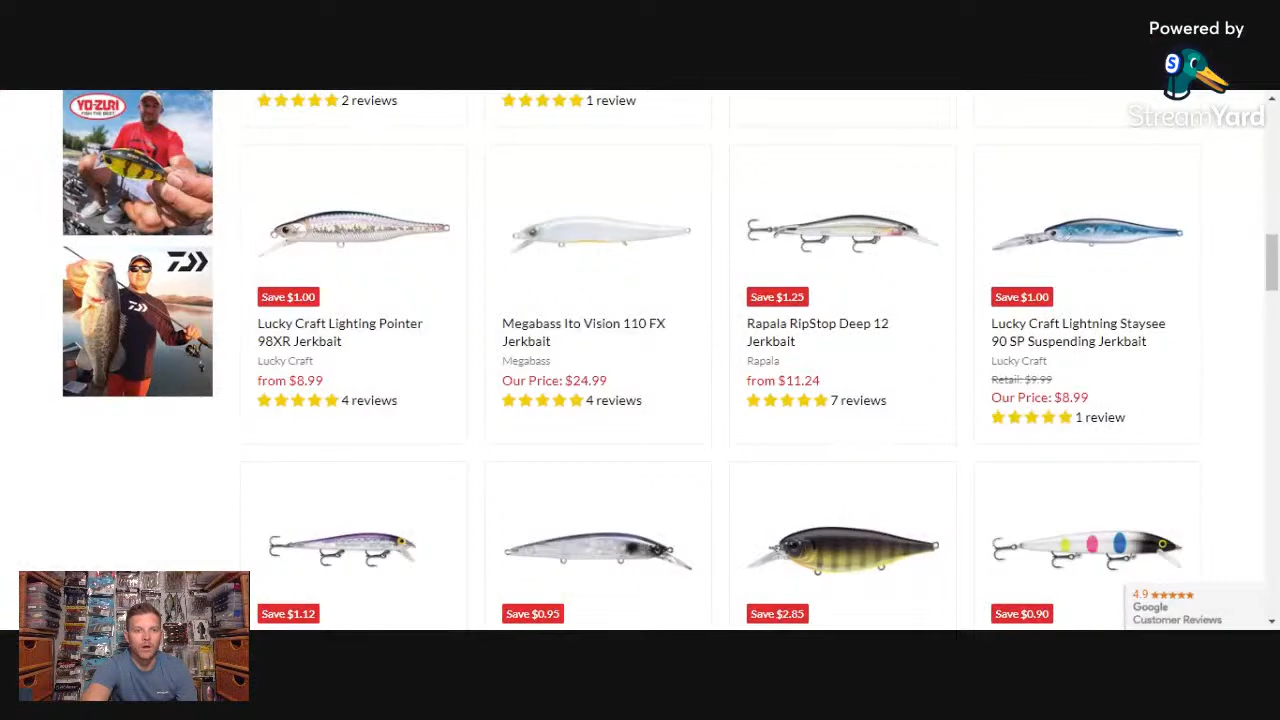 Powered by
S
StreamYard
YO-ZURI
FISH THE BEST
2 reviews
1 review
Save $1.00
Lucky Craft Lighting Pointer
98XR Jerkbait
Lucky Craft
from $8.99
4 reviews
Megabass Ito Vision 110 FX
Jerkbait
Megabass
Our Price: $24.99
4 reviews
Save $1.25
Rapala RipStop Deep 12
Jerkbait
Rapala
from $11.24
7 reviews
Save $1.00
Lucky Craft Lightning Staysee
90 SP Suspending Jerkbait
Lucky Craft
Retail: $9.99
Our Price: $8.99
1 review
Save $1.12
Save $0.95
Save $2.85
Save $0.90
4.9
Google
Customer Reviews